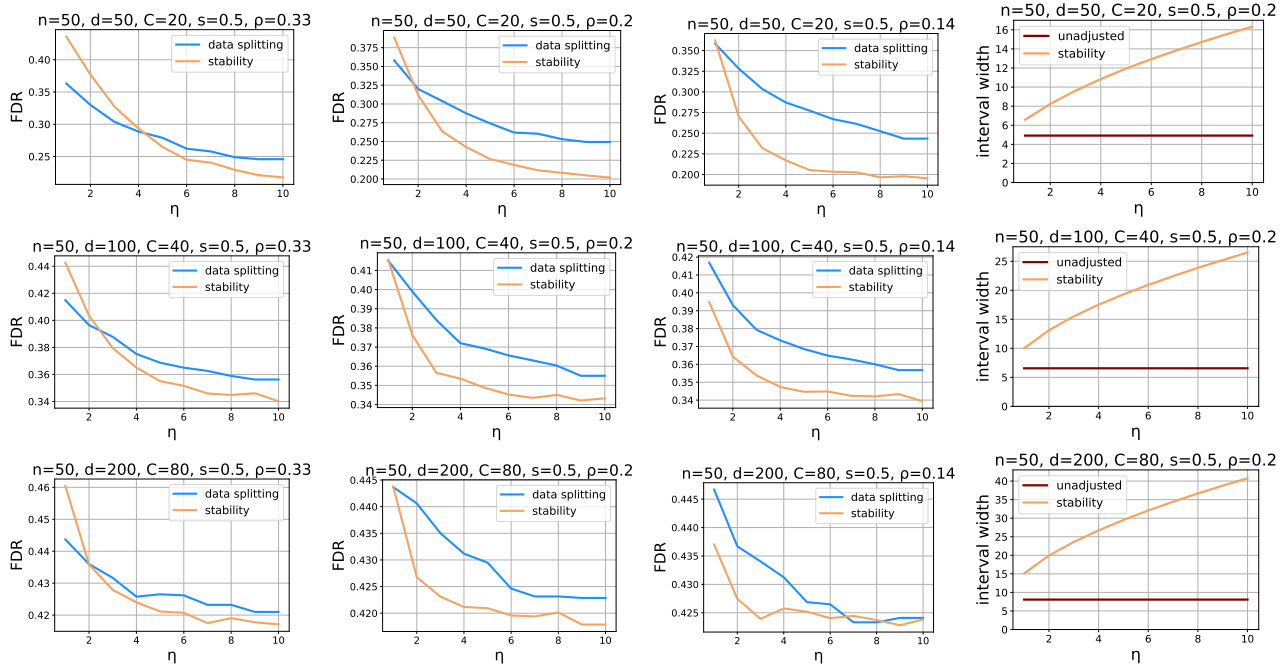 n=50, d=50, C=20, s=0.5, ρ=0.33
FDR
0.40
0.35
0.30
0.25
data splitting
stability
2 4 6 8 10
η
n=50, d=50, C=20, s=0.5, ρ=0.2
FDR
0.375
0.350
0.325
0.300
0.275
0.250
0.225
0.200
data splitting
stability
2 4 6 8 10
η
n=50, d=50, C=20, s=0.5, ρ=0.14
FDR
0.350
0.325
0.300
0.275
0.250
0.225
0.200
data splitting
stability
2 4 6 8 10
η
n=50, d=50, C=20, s=0.5, ρ=0.2
interval width
16
14
12
10
8
6
4
2
0
unadjusted
stability
2 4 6 8 10
η
n=50, d=100, C=40, s=0.5, ρ=0.33
FDR
0.44
0.42
0.40
0.38
0.36
0.34
data splitting
stability
2 4 6 8 10
η
n=50, d=100, C=40, s=0.5, ρ=0.2
FDR
0.41
0.40
0.39
0.38
0.37
0.36
0.35
0.34
data splitting
stability
2 4 6 8 10
η
n=50, d=100, C=40, s=0.5, ρ=0.14
FDR
0.42
0.41
0.40
0.39
0.38
0.37
0.36
0.35
0.34
data splitting
stability
2 4 6 8 10
η
n=50, d=100, C=40, s=0.5, ρ=0.2
interval width
25
20
15
10
5
0
unadjusted
stability
2 4 6 8 10
η
n=50, d=200, C=80, s=0.5, ρ=0.33
FDR
0.46
0.45
0.44
0.43
0.42
data splitting
stability
2 4 6 8 10
η
n=50, d=200, C=80, s=0.5, ρ=0.2
FDR
0.445
0.440
0.435
0.430
0.425
0.420
data splitting
stability
2 4 6 8 10
η
n=50, d=200, C=80, s=0.5, ρ=0.14
FDR
0.445
0.440
0.435
0.430
0.425
data splitting
stability
2 4 6 8 10
η
n=50, d=200, C=80, s=0.5, ρ=0.2
interval width
40
35
30
25
20
15
10
5
0
unadjusted
stability
2 4 6 8 10
η